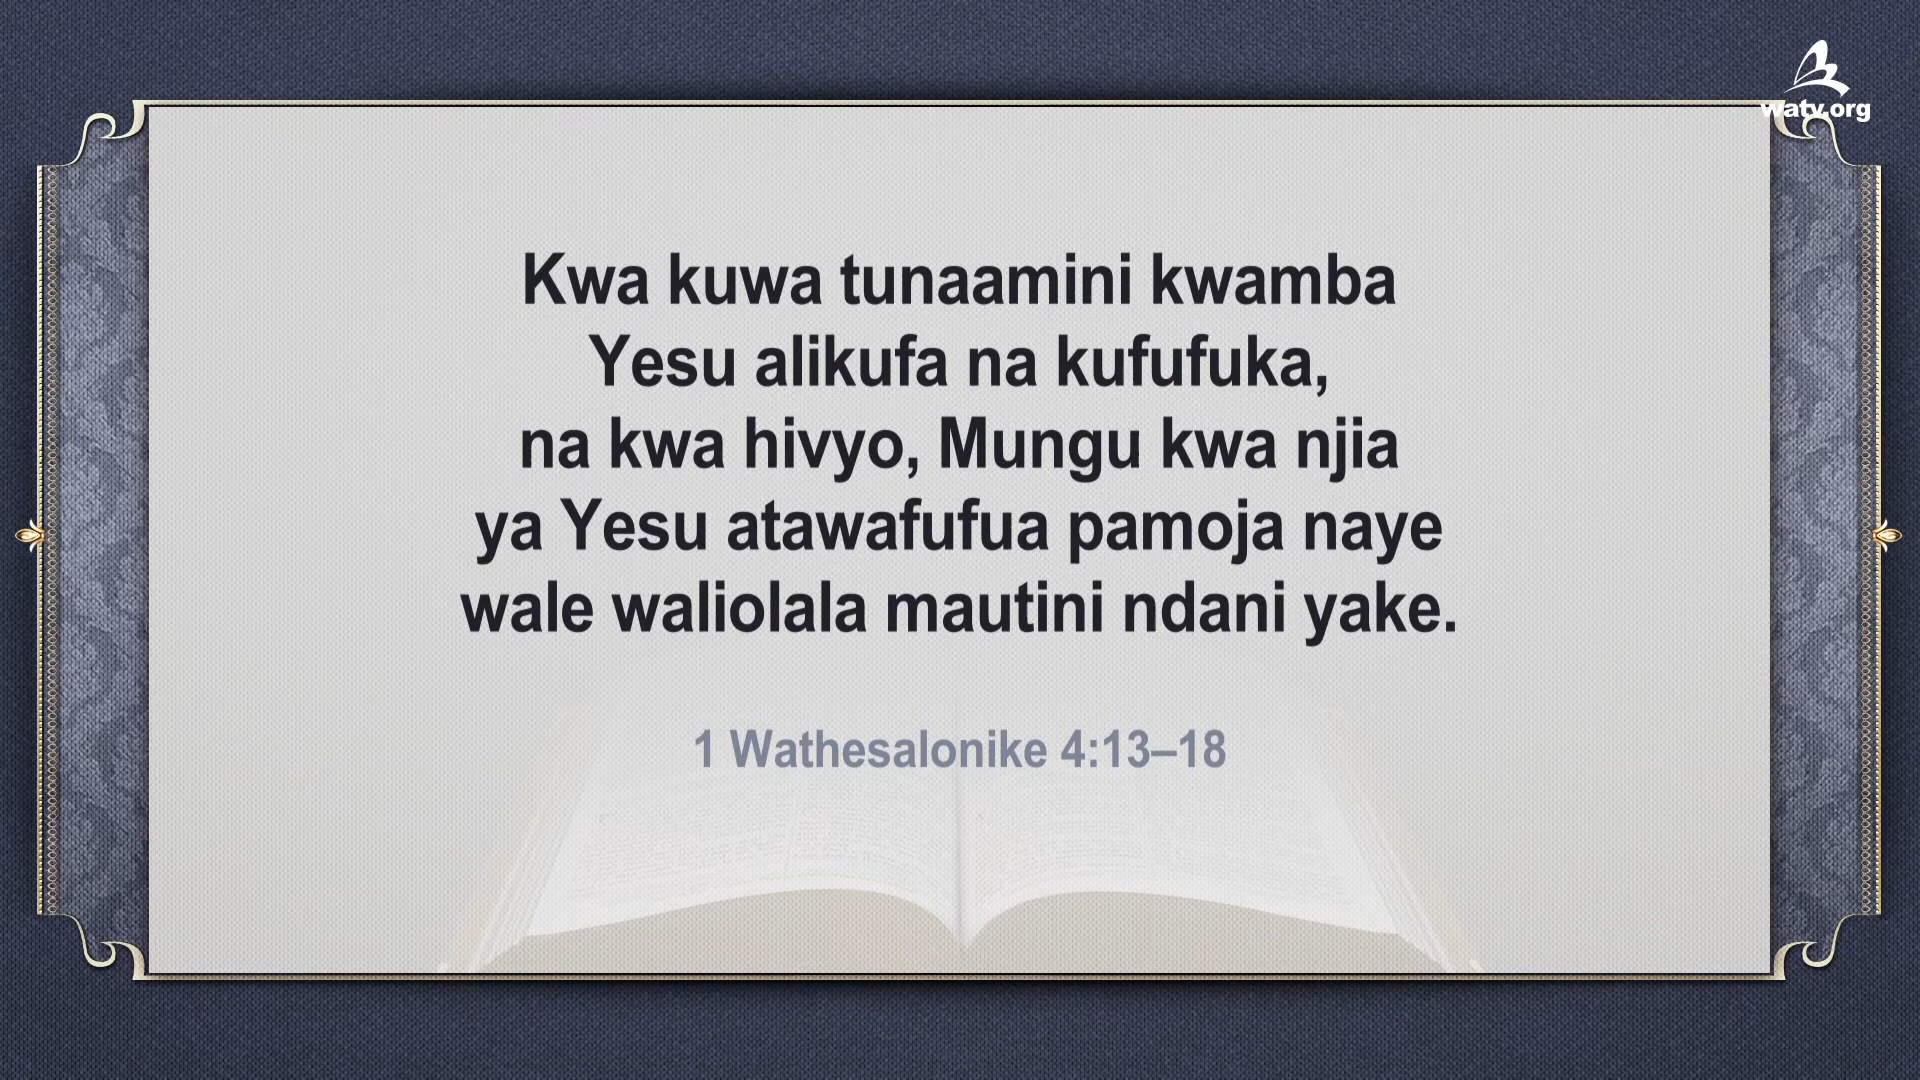 watv.org
Kwa kuwa tunaamini kwamba
Yesu alikufa na kufufuka,
na kwa hivyo, Mungu kwa njia
ya Yesu atawafufua pamoja naye
wale waliolala mautini ndani yake.
1 Wathesalonike 4:13–18